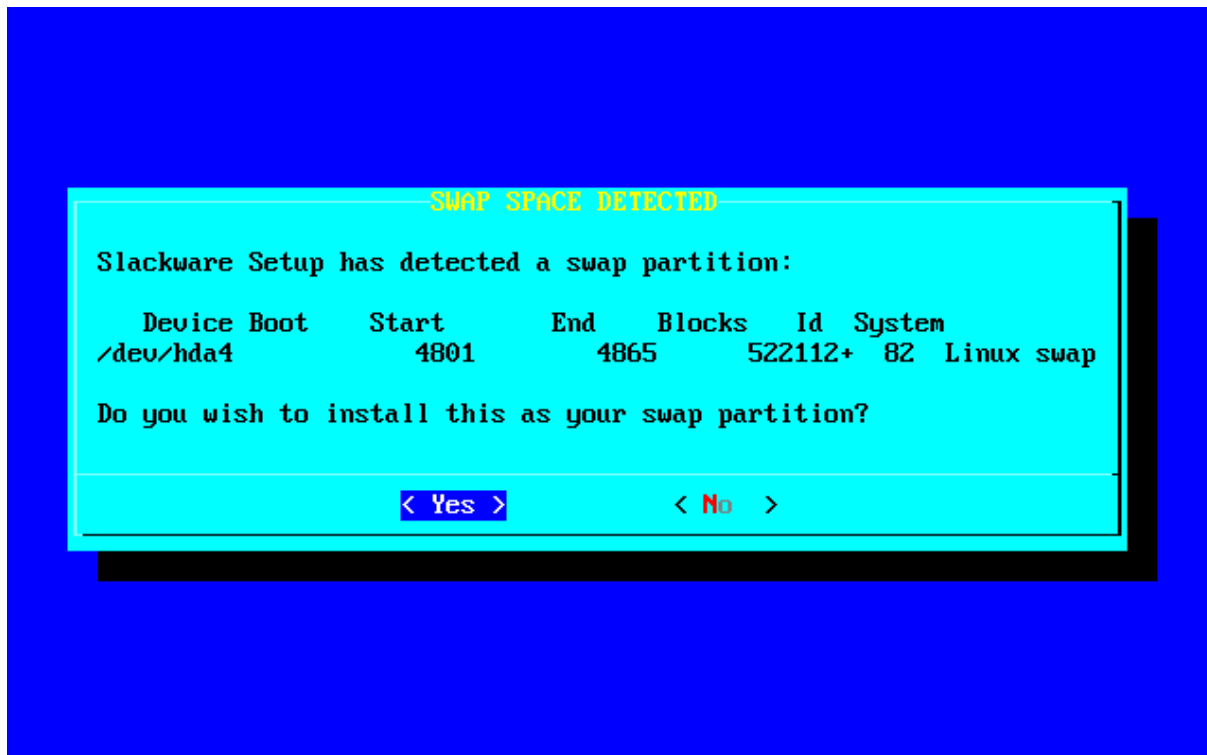 SWAP SPACE DETECTED
Slackware Setup has detected a swap partition:
Device Boot Start End Blocks Id System
/dev/hda4 4801 4865 522112+ 82 Linux swap
Do you wish to install this as your swap partition?
< Yes > < No >